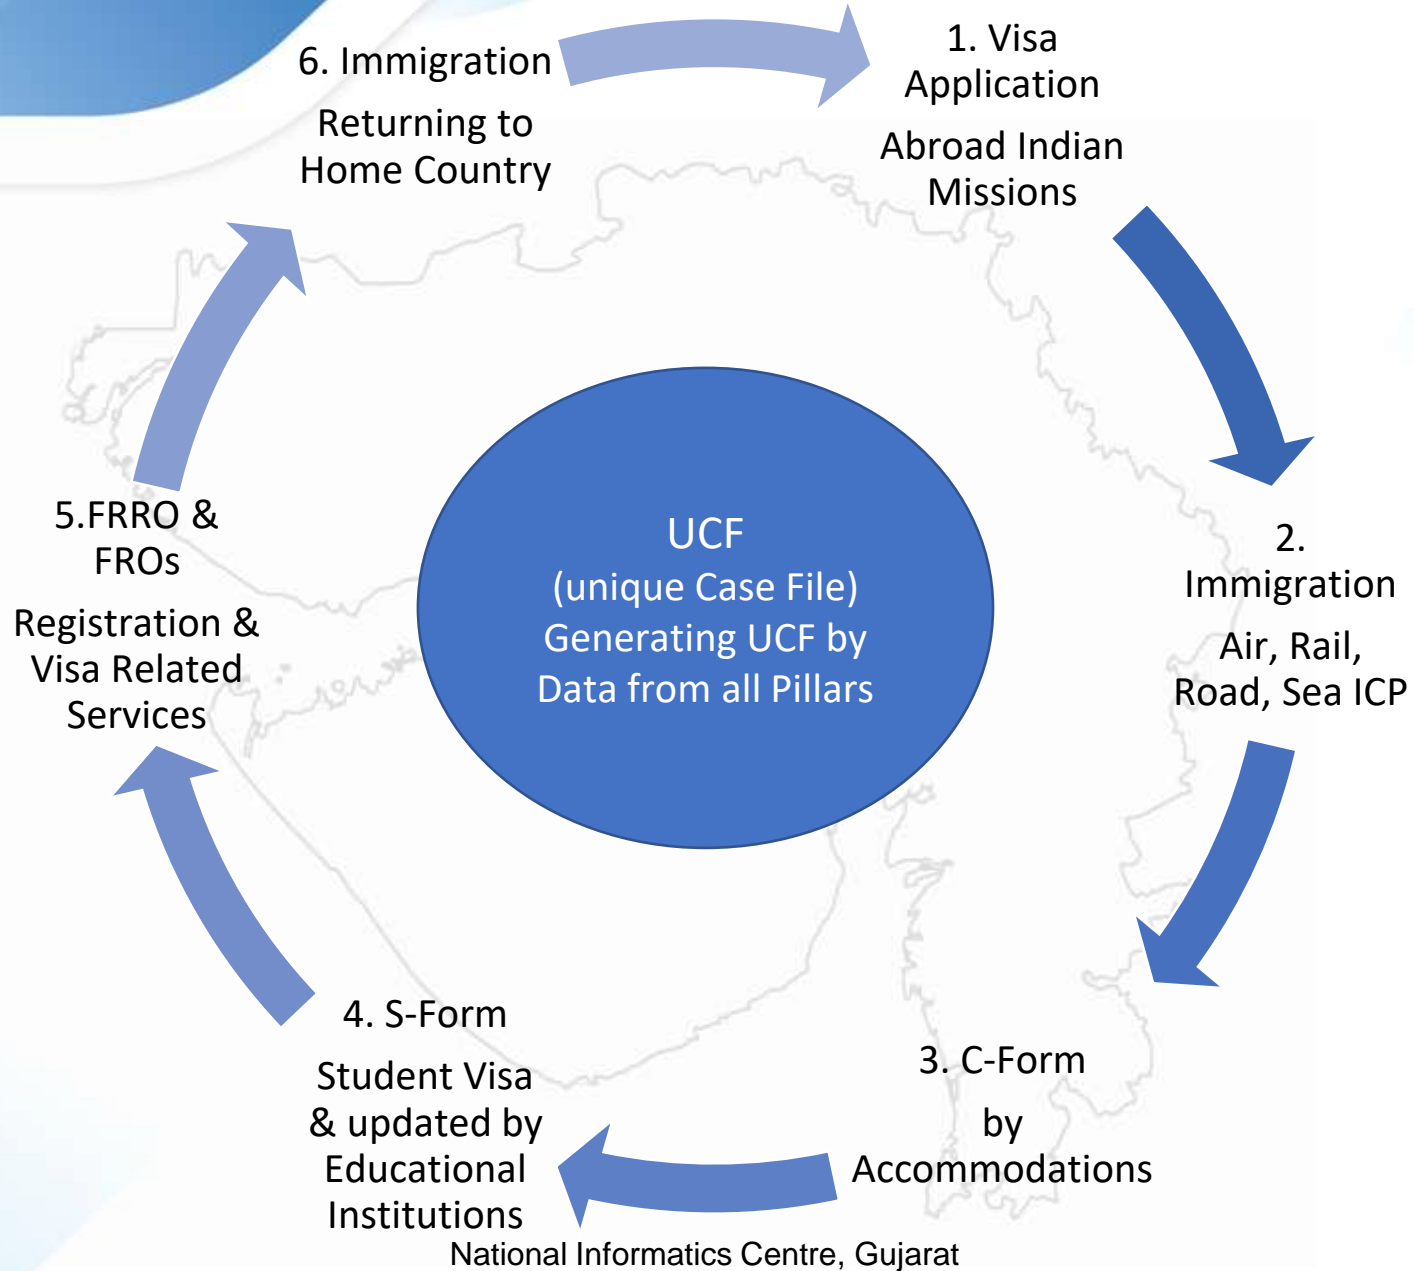 1. Visa
Application
Abroad Indian
Missions
2.
Immigration
Air, Rail,
Road, Sea ICP
3. C-Form
by
Accommodations
4. S-Form
Student Visa
& updated by
Educational
Institutions
5.FRRO &
FROs
Registration &
Visa Related
Services
6. Immigration
Returning to
Home Country
UCF
(unique Case File)
Generating UCF by
Data from all Pillars
National Informatics Centre, Gujarat